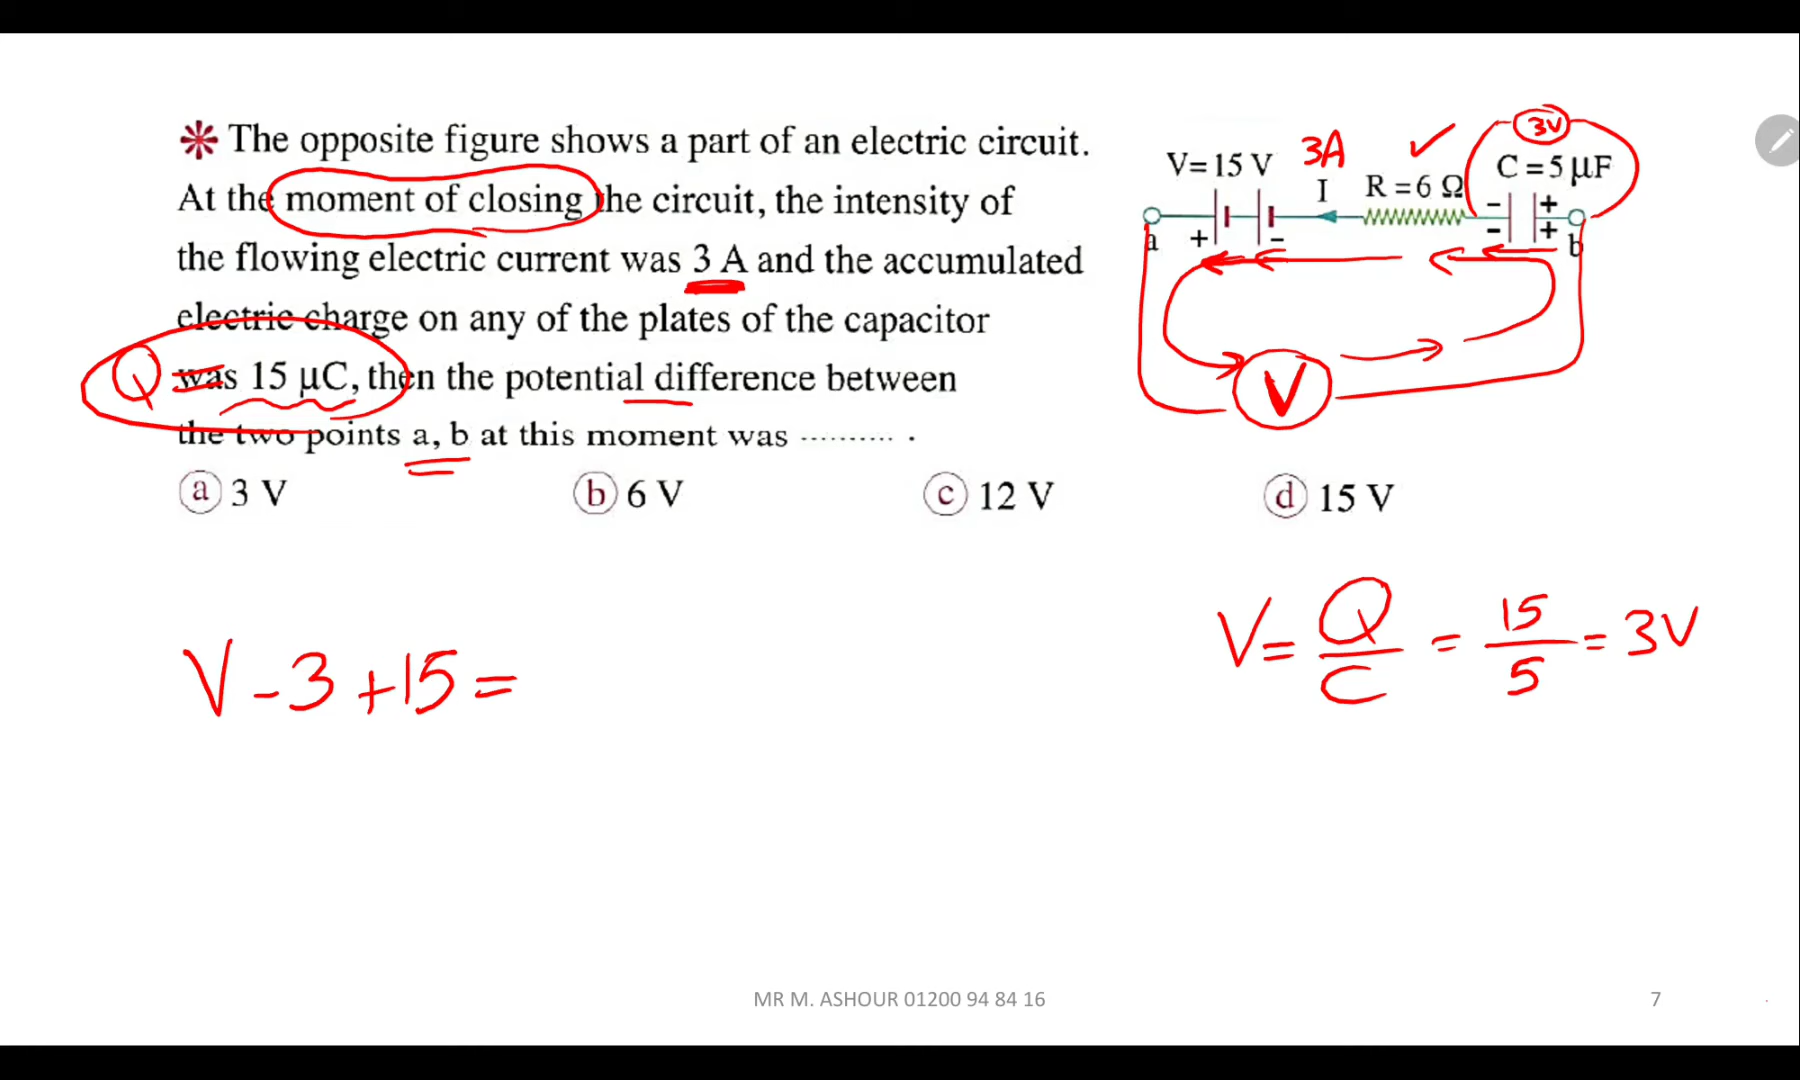 The opposite figure shows a part of an electric circuit.
At the moment of closing the circuit, the intensity of
the flowing electric current was 3 A and the accumulated
electric charge on any of the plates of the capacitor
Q = was 15 μC, then the potential difference between
the two points a, b at this moment was .......... .
a 3 V b 6 V c 12 V d 15 V
3V
V= 15 V 3A I R = 6 Ω C = 5 μF
- +
- +
a + - b
V
V - 3 + 15 =
V = Q/C = 15/5 = 3V
MR M. ASHOUR 01200 94 84 16
7